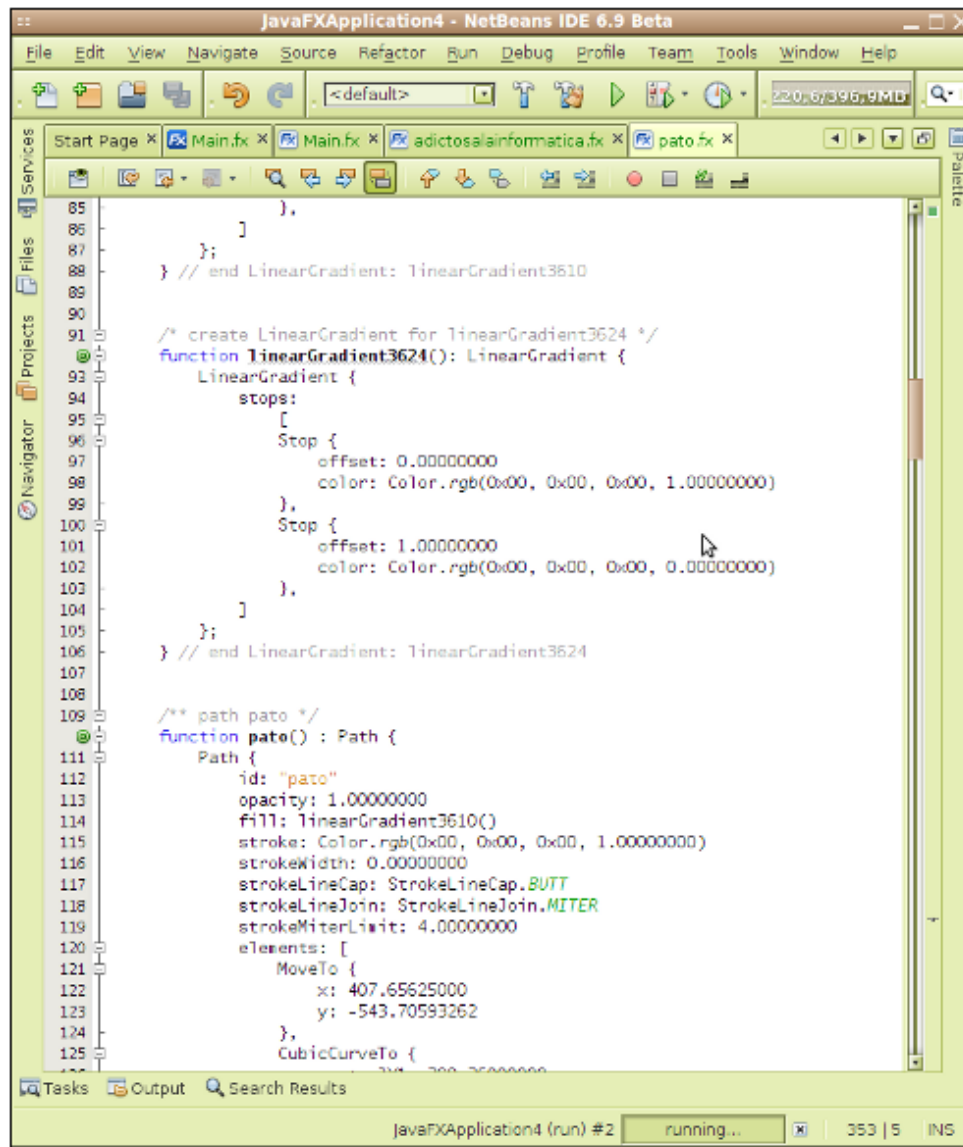 JavaFXApplication4 - NetBeans IDE 6.9 Beta
File Edit View Navigate Source Refactor Run Debug Profile Team Tools Window Help
<default> 220,6/396,9MB
Start Page Main.fx Main.fx adictosalainformatica.fx pato.fx
Services
Files
Projects
Navigator
Palette
85 },
86 ]
87 };
88 } // end LinearGradient: linearGradient3610
89
90
91 /* create LinearGradient for linearGradient3624 */
function linearGradient3624(): LinearGradient {
93 LinearGradient {
94 stops:
95 [
96 Stop {
97 offset: 0.00000000
98 color: Color.rgb(0x00, 0x00, 0x00, 1.00000000)
99 },
100 Stop {
101 offset: 1.00000000
102 color: Color.rgb(0x00, 0x00, 0x00, 0.00000000)
103 },
104 ]
105 };
106 } // end LinearGradient: linearGradient3624
107
108
109 /** path pato */
function pato() : Path {
111 Path {
112 id: "pato"
113 opacity: 1.00000000
114 fill: linearGradient3610()
115 stroke: Color.rgb(0x00, 0x00, 0x00, 1.00000000)
116 strokeWidth: 0.00000000
117 strokeLineCap: StrokeLineCap.BUTT
118 strokeLineJoin: StrokeLineJoin.MITER
119 strokeMiterLimit: 4.00000000
120 elements: [
121 MoveTo {
122 x: 407.65625000
123 y: -543.70593262
124 },
125 CubicCurveTo {
Tasks Output Search Results
JavaFXApplication4 (run) #2 running... 353 | 5 INS